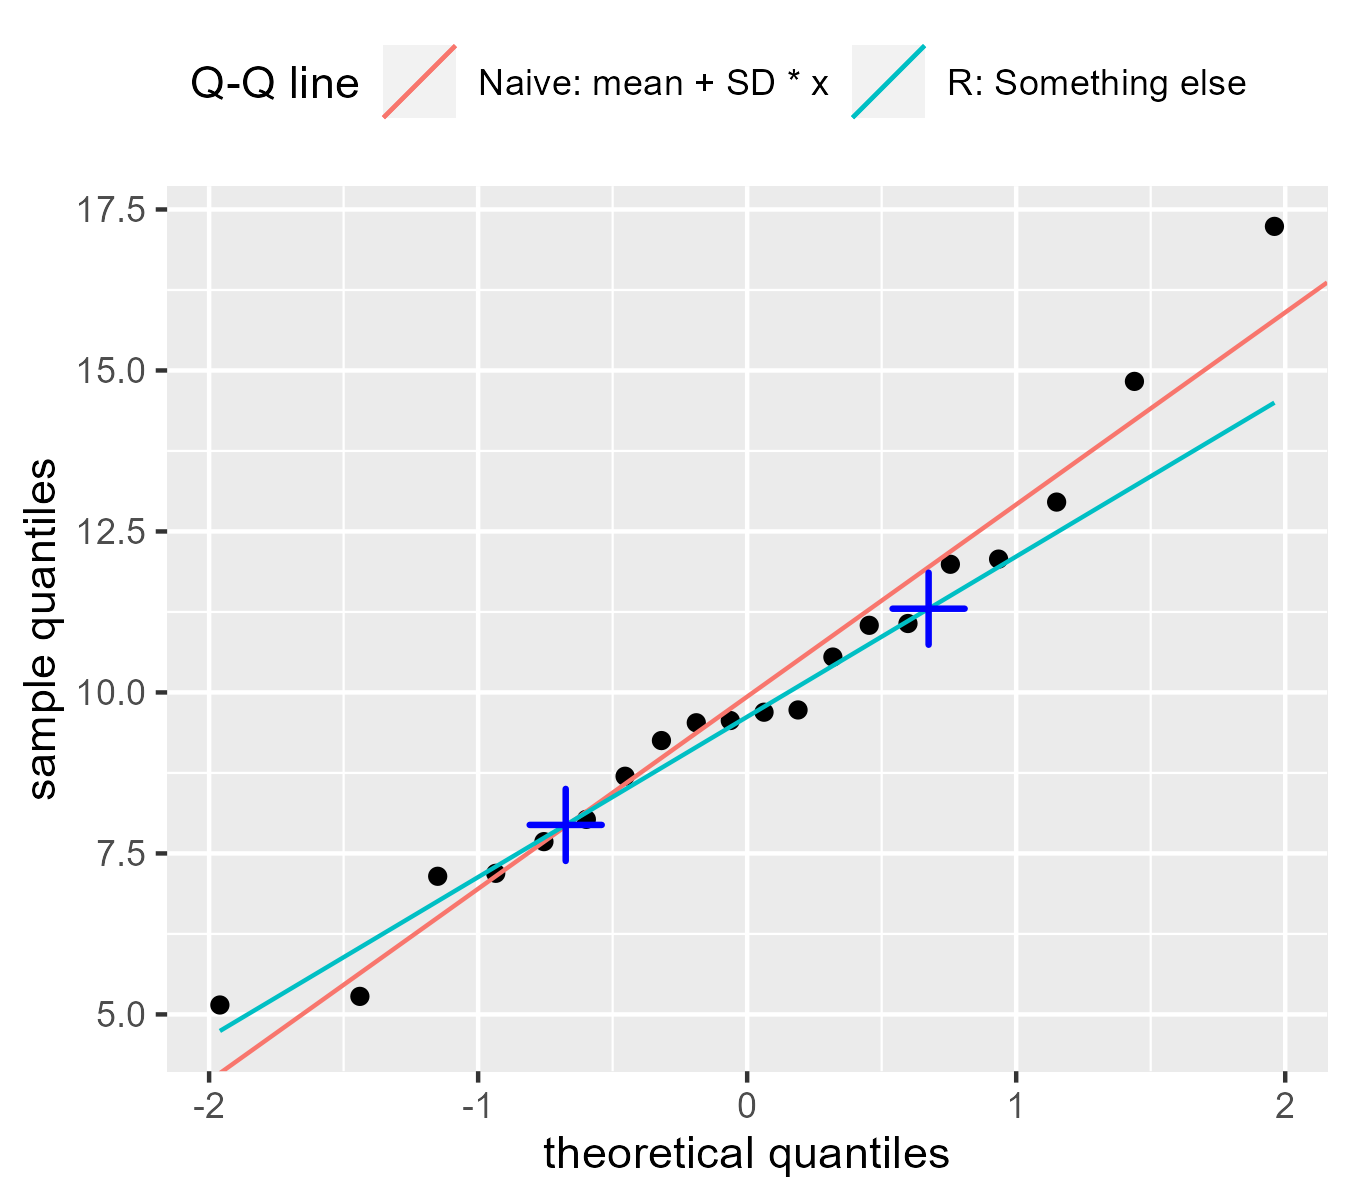 Q-Q line Naive: mean + SD * x R: Something else
17.5
15.0
12.5
10.0
7.5
5.0
sample quantiles
-2 -1 0 1 2
theoretical quantiles